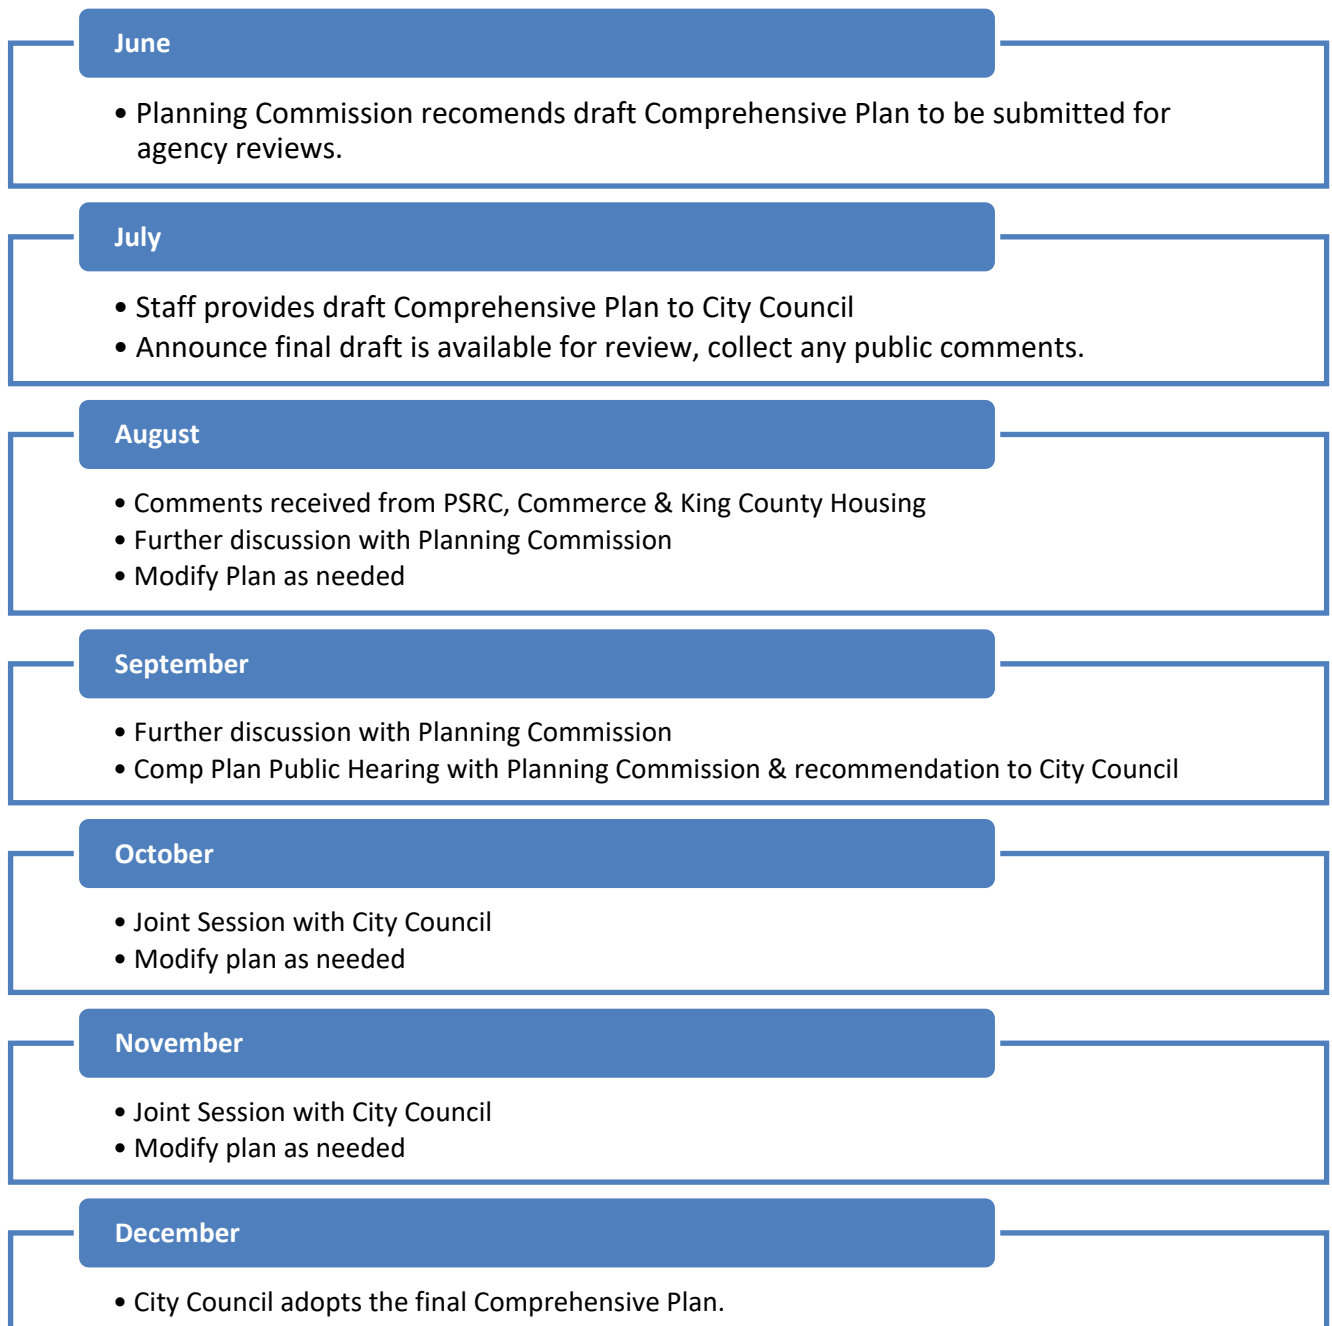 June
• Planning Commission recomends draft Comprehensive Plan to be submitted for
agency reviews.
July
• Staff provides draft Comprehensive Plan to City Council
• Announce final draft is available for review, collect any public comments.
August
• Comments received from PSRC, Commerce & King County Housing
• Further discussion with Planning Commission
• Modify Plan as needed
September
• Further discussion with Planning Commission
• Comp Plan Public Hearing with Planning Commission & recommendation to City Council
October
• Joint Session with City Council
• Modify plan as needed
November
• Joint Session with City Council
• Modify plan as needed
December
• City Council adopts the final Comprehensive Plan.